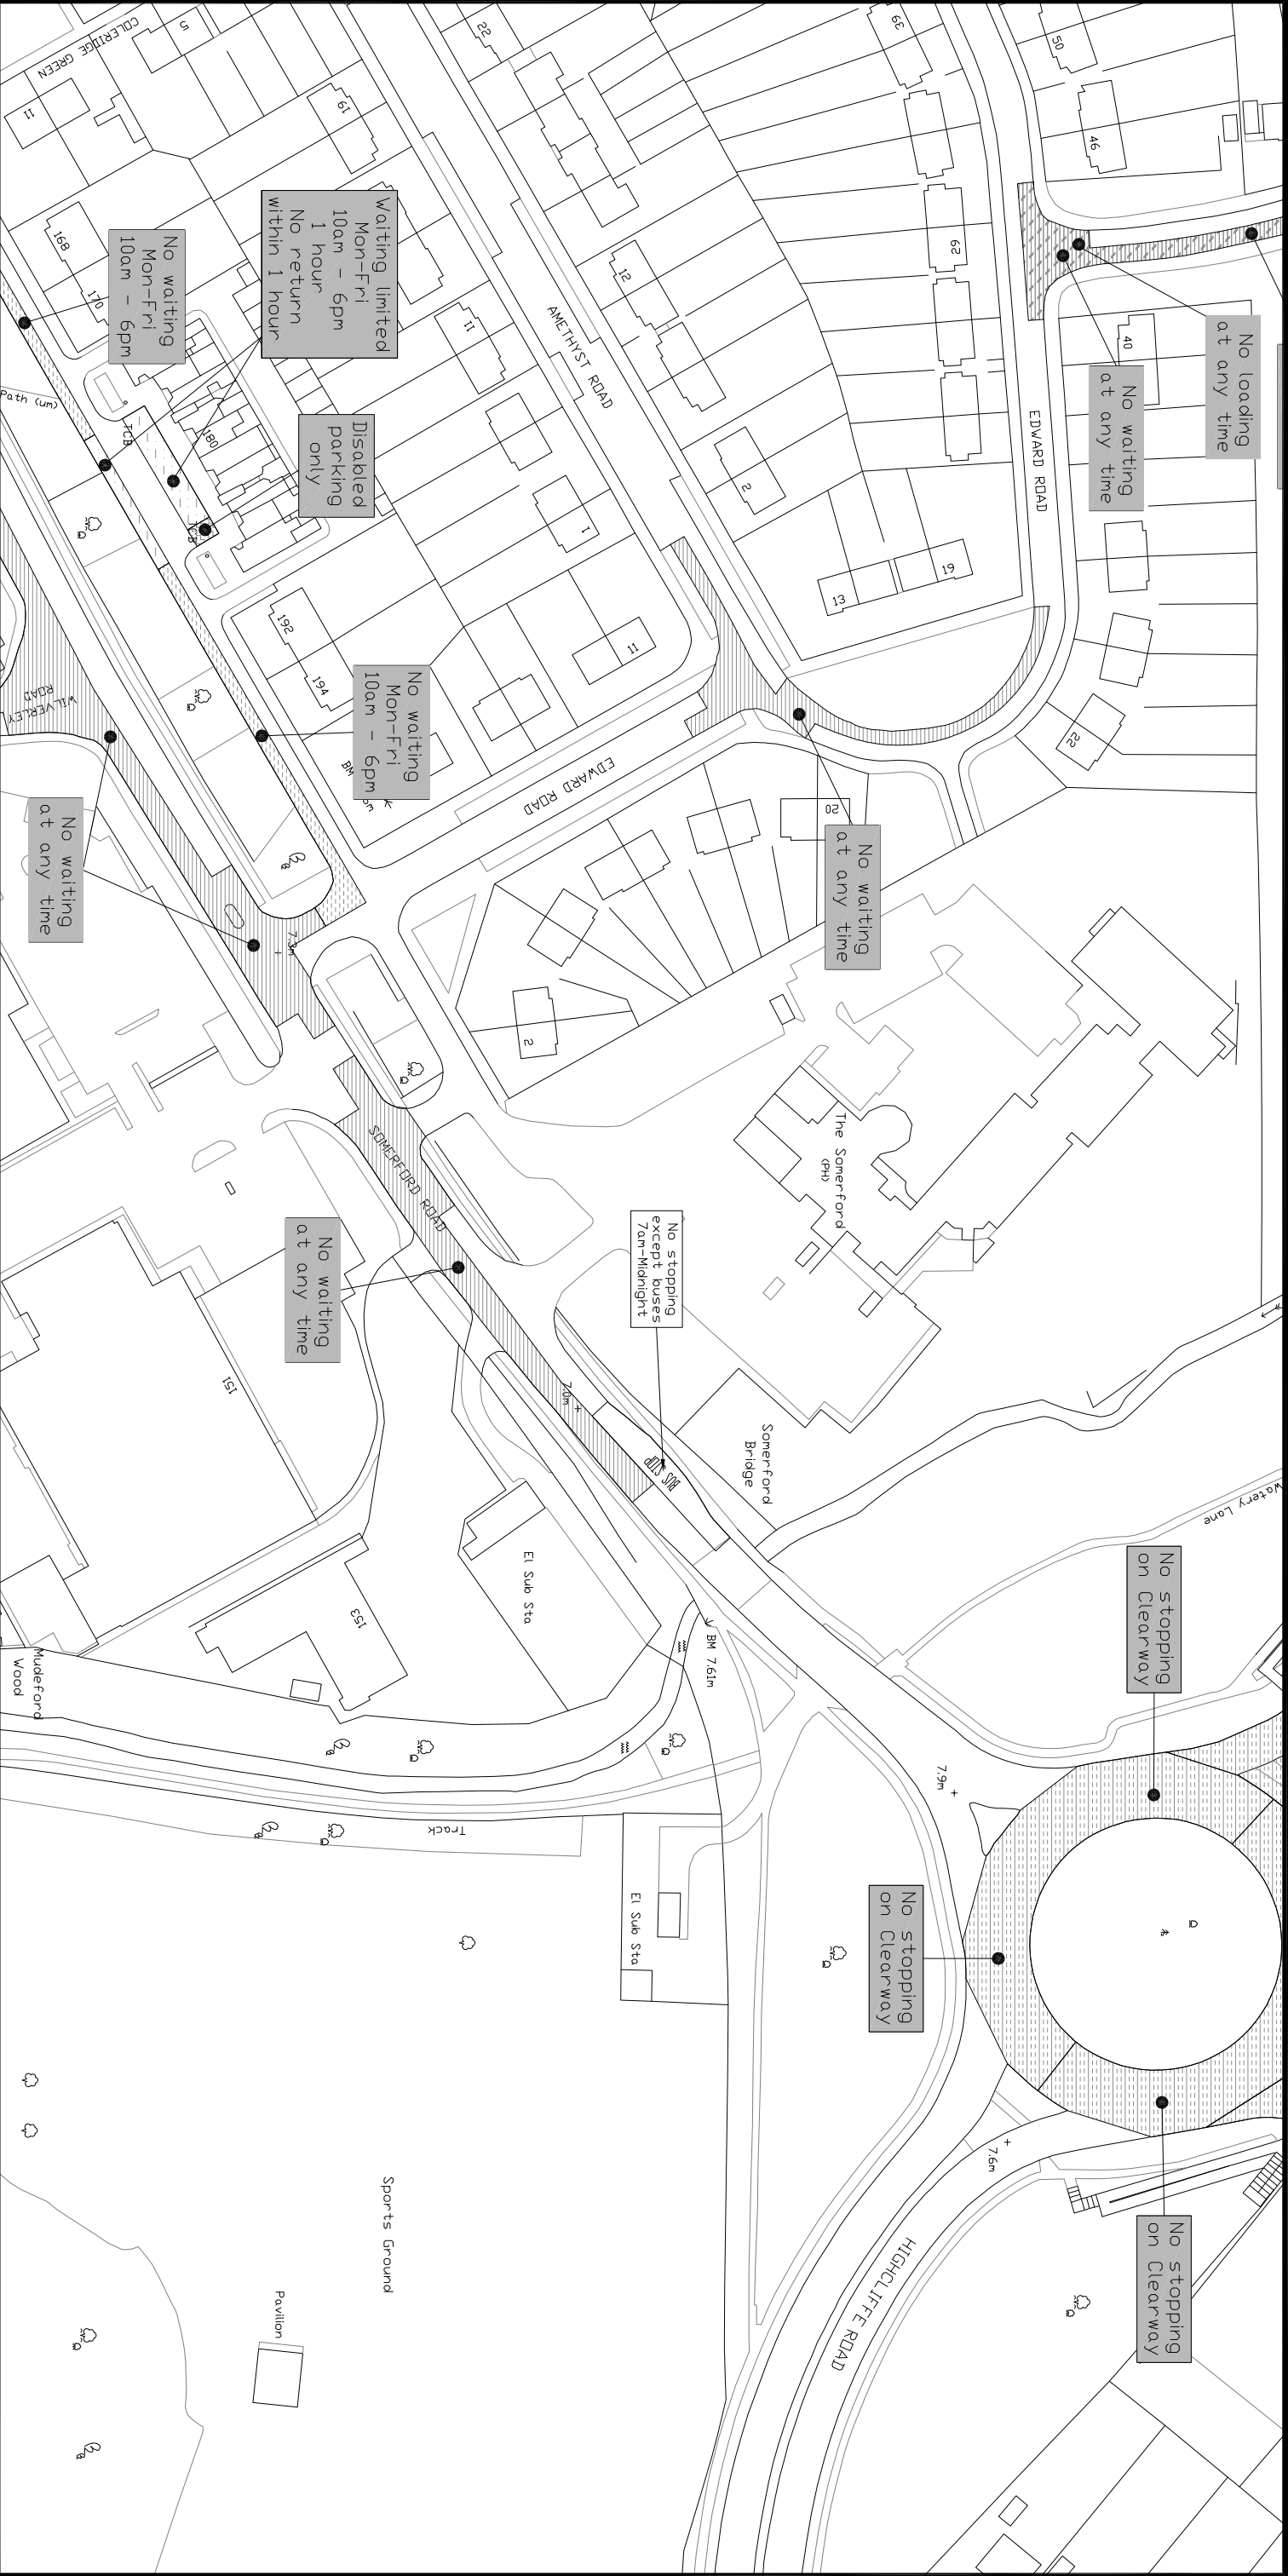 COLERIDGE GREEN
5
11
19
22
39
50
46
168
170
No waiting
Mon-Fri
10am - 6pm
Waiting limited
Mon-Fri
10am - 6pm
1 hour
No return
within 1 hour
11
12
AMETHYST ROAD
62
40
No loading
at any time
No waiting
at any time
EDWARD ROAD
Path (um)
TCB
180
Disabled
parking
only
1
2
13
19
192
194
11
No waiting
Mon-Fri
10am - 6pm
BM
WILVERLEY
ROAD
EDWARD ROAD
20
22
No waiting
at any time
No waiting
at any time
7.3m
2
SOMERFORD ROAD
The Somerford
(PH)
No waiting
at any time
No stopping
except buses
7am-Midnight
151
7.0m
BUS
STOP
Somerford
Bridge
Watery Lane
El Sub Sta
153
No stopping
on Clearway
Mudeford
Wood
BM 7.61m
7.9m
Track
El Sub Sta
No stopping
on Clearway
7.6m
No stopping
on Clearway
HIGHCLIFFE ROAD
Sports Ground
Pavilion